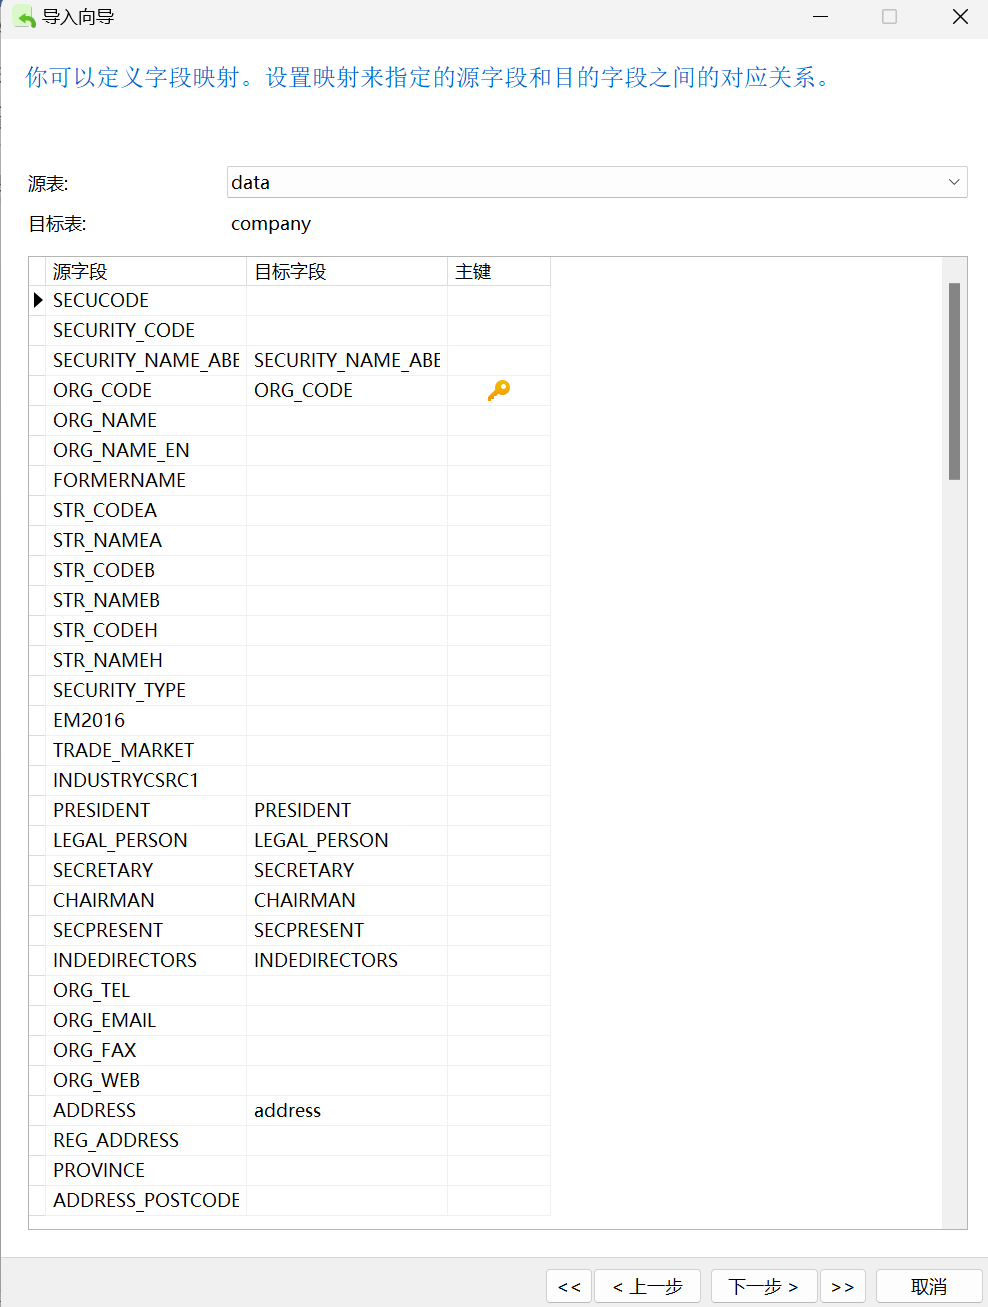 导入向导
你可以定义字段映射。设置映射来指定的源字段和目的字段之间的对应关系。
源表: data
目标表: company
源字段 目标字段 主键
SECUCODE
SECURITY_CODE
SECURITY_NAME_ABE SECURITY_NAME_ABE
ORG_CODE ORG_CODE
ORG_NAME
ORG_NAME_EN
FORMERNAME
STR_CODEA
STR_NAMEA
STR_CODEB
STR_NAMEB
STR_CODEH
STR_NAMEH
SECURITY_TYPE
EM2016
TRADE_MARKET
INDUSTRYCSRC1
PRESIDENT PRESIDENT
LEGAL_PERSON LEGAL_PERSON
SECRETARY SECRETARY
CHAIRMAN CHAIRMAN
SECPRESENT SECPRESENT
INDEDIRECTORS INDEDIRECTORS
ORG_TEL
ORG_EMAIL
ORG_FAX
ORG_WEB
ADDRESS address
REG_ADDRESS
PROVINCE
ADDRESS_POSTCODE
<< < 上一步 下一步 > >> 取消